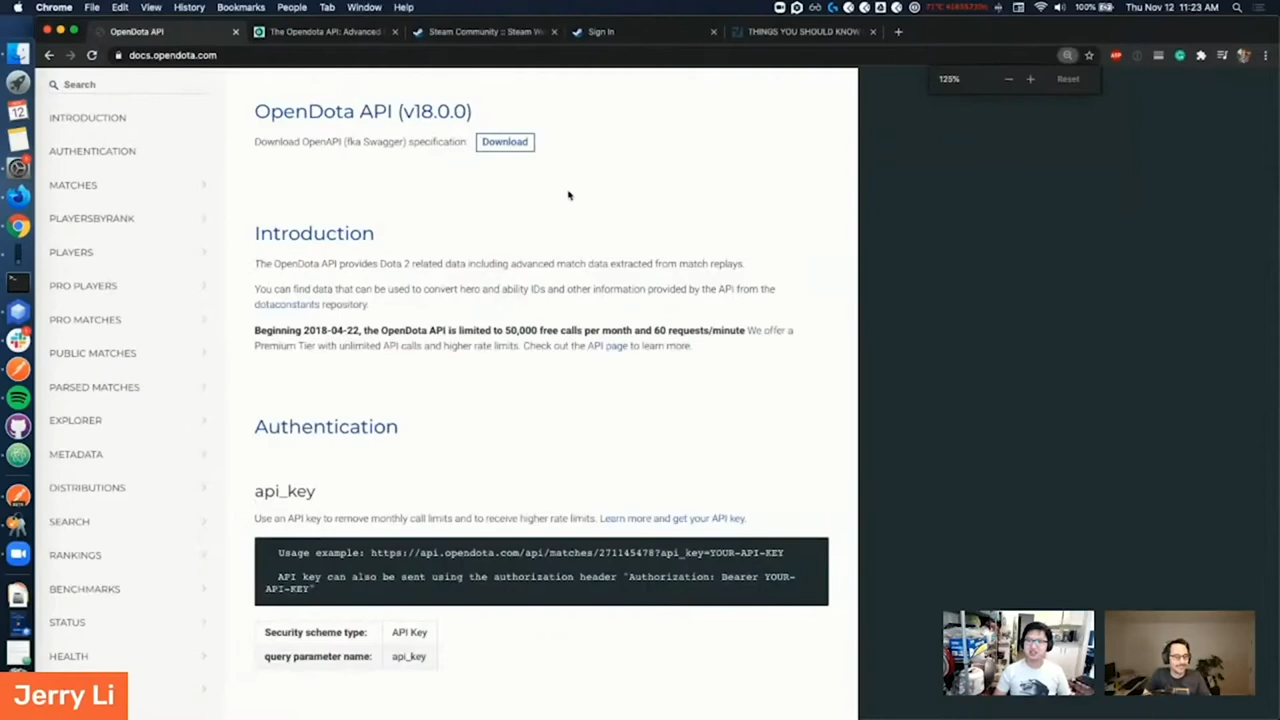 Chrome File Edit View History Bookmarks People Tab Window Help
100% Thu Nov 12 11:23 AM
OpenDota API
The Opendota API: Advanced
Steam Community :: Steam We
Sign In
THINGS YOU SHOULD KNOW
docs.opendota.com
125% Reset
Search
INTRODUCTION
AUTHENTICATION
MATCHES
PLAYERSBYRANK
PLAYERS
PRO PLAYERS
PRO MATCHES
PUBLIC MATCHES
PARSED MATCHES
EXPLORER
METADATA
DISTRIBUTIONS
SEARCH
RANKINGS
BENCHMARKS
STATUS
HEALTH
OpenDota API (v18.0.0)
Download OpenAPI (fka Swagger) specification: Download
Introduction
The OpenDota API provides Dota 2 related data including advanced match data extracted from match replays.
You can find data that can be used to convert hero and ability IDs and other information provided by the API from the
dotaconstants repository.
Beginning 2018-04-22, the OpenDota API is limited to 50,000 free calls per month and 60 requests/minute We offer a
Premium Tier with unlimited API calls and higher rate limits. Check out the API page to learn more.
Authentication
api_key
Use an API key to remove monthly call limits and to receive higher rate limits. Learn more and get your API key.
Usage example: https://api.opendota.com/api/matches/271145478?api_key=YOUR-API-KEY
API key can also be sent using the authorization header "Authorization: Bearer YOUR-
API-KEY"
Security scheme type: API Key
query parameter name: api_key
Jerry Li